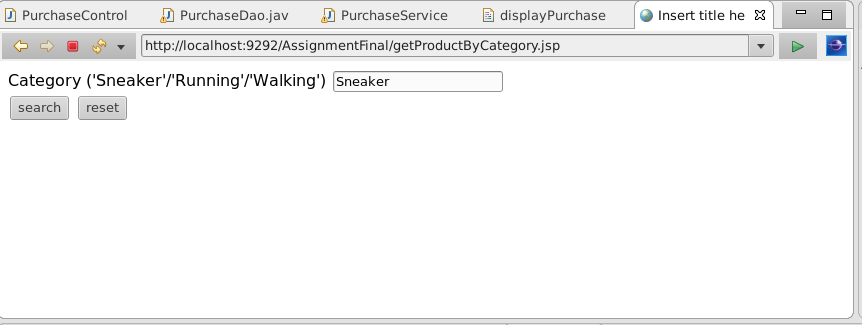 PurchaseControl PurchaseDao.jav PurchaseService displayPurchase Insert title he
http://localhost:9292/AssignmentFinal/getProductByCategory.jsp
Category ('Sneaker'/'Running'/'Walking') Sneaker
search reset